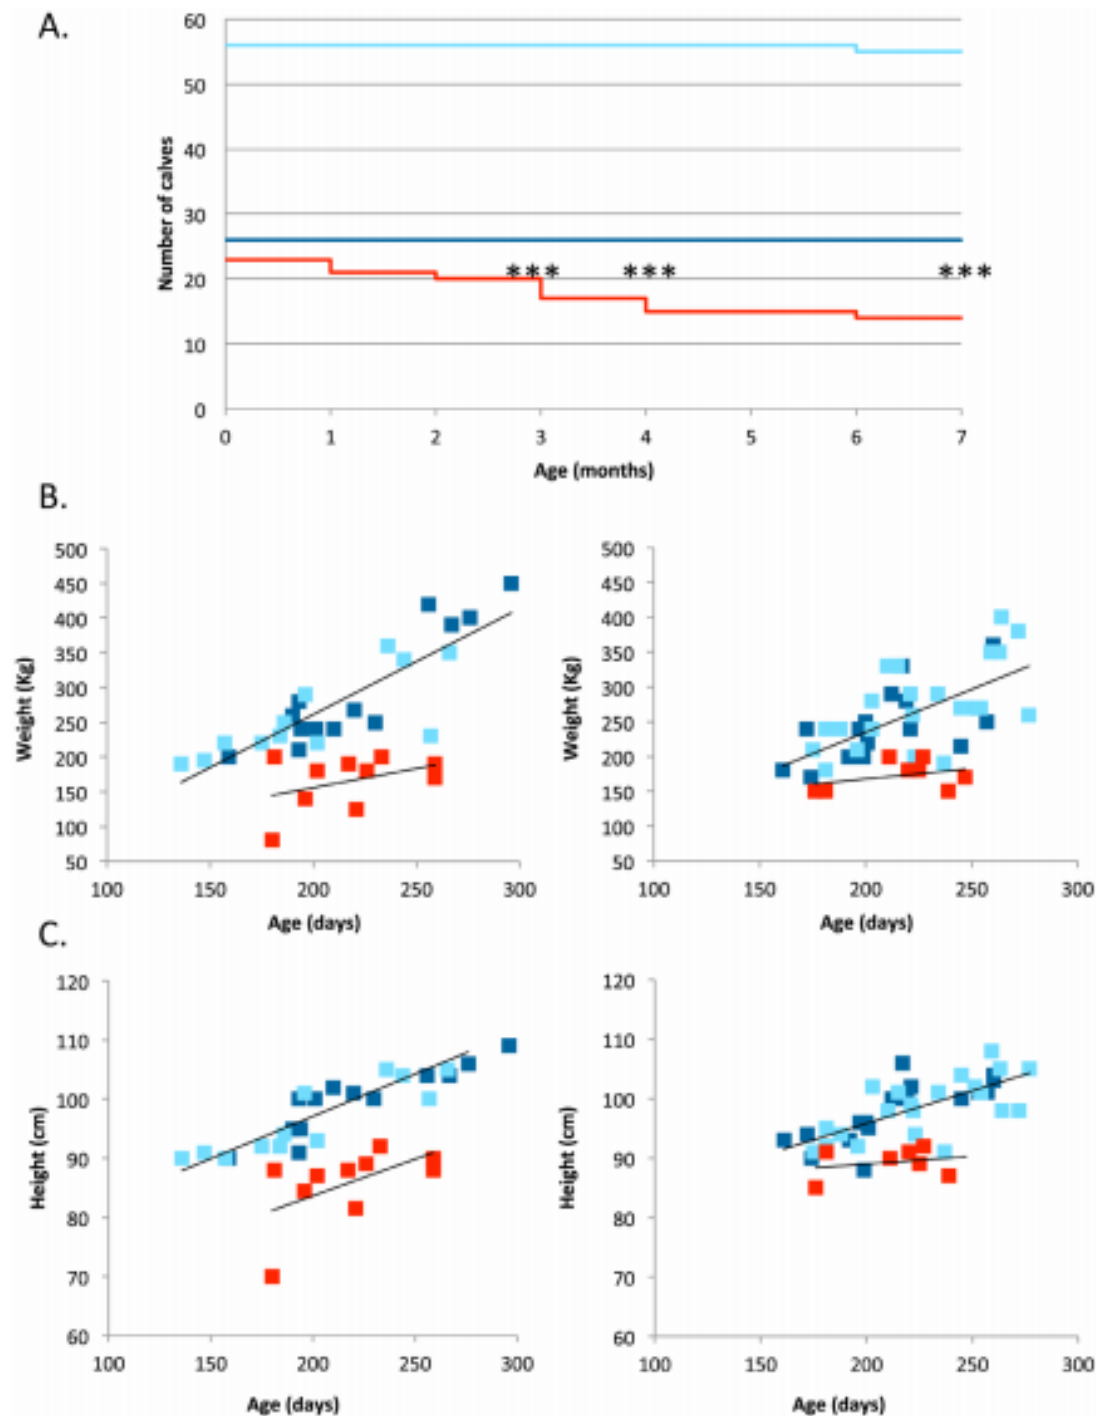 A.
60
50
40
30
20
10
0
Number of calves
*** *** ***
0 1 2 3 4 5 6 7
Age (months)
B.
500
450
400
350
300
250
200
150
100
50
Weight (Kg)
100 150 200 250 300
Age (days)
500
450
400
350
300
250
200
150
100
50
Weight (Kg)
100 150 200 250 300
Age (days)
C.
120
110
100
90
80
70
60
Height (cm)
100 150 200 250 300
Age (days)
120
110
100
90
80
70
60
Height (cm)
100 150 200 250 300
Age (days)